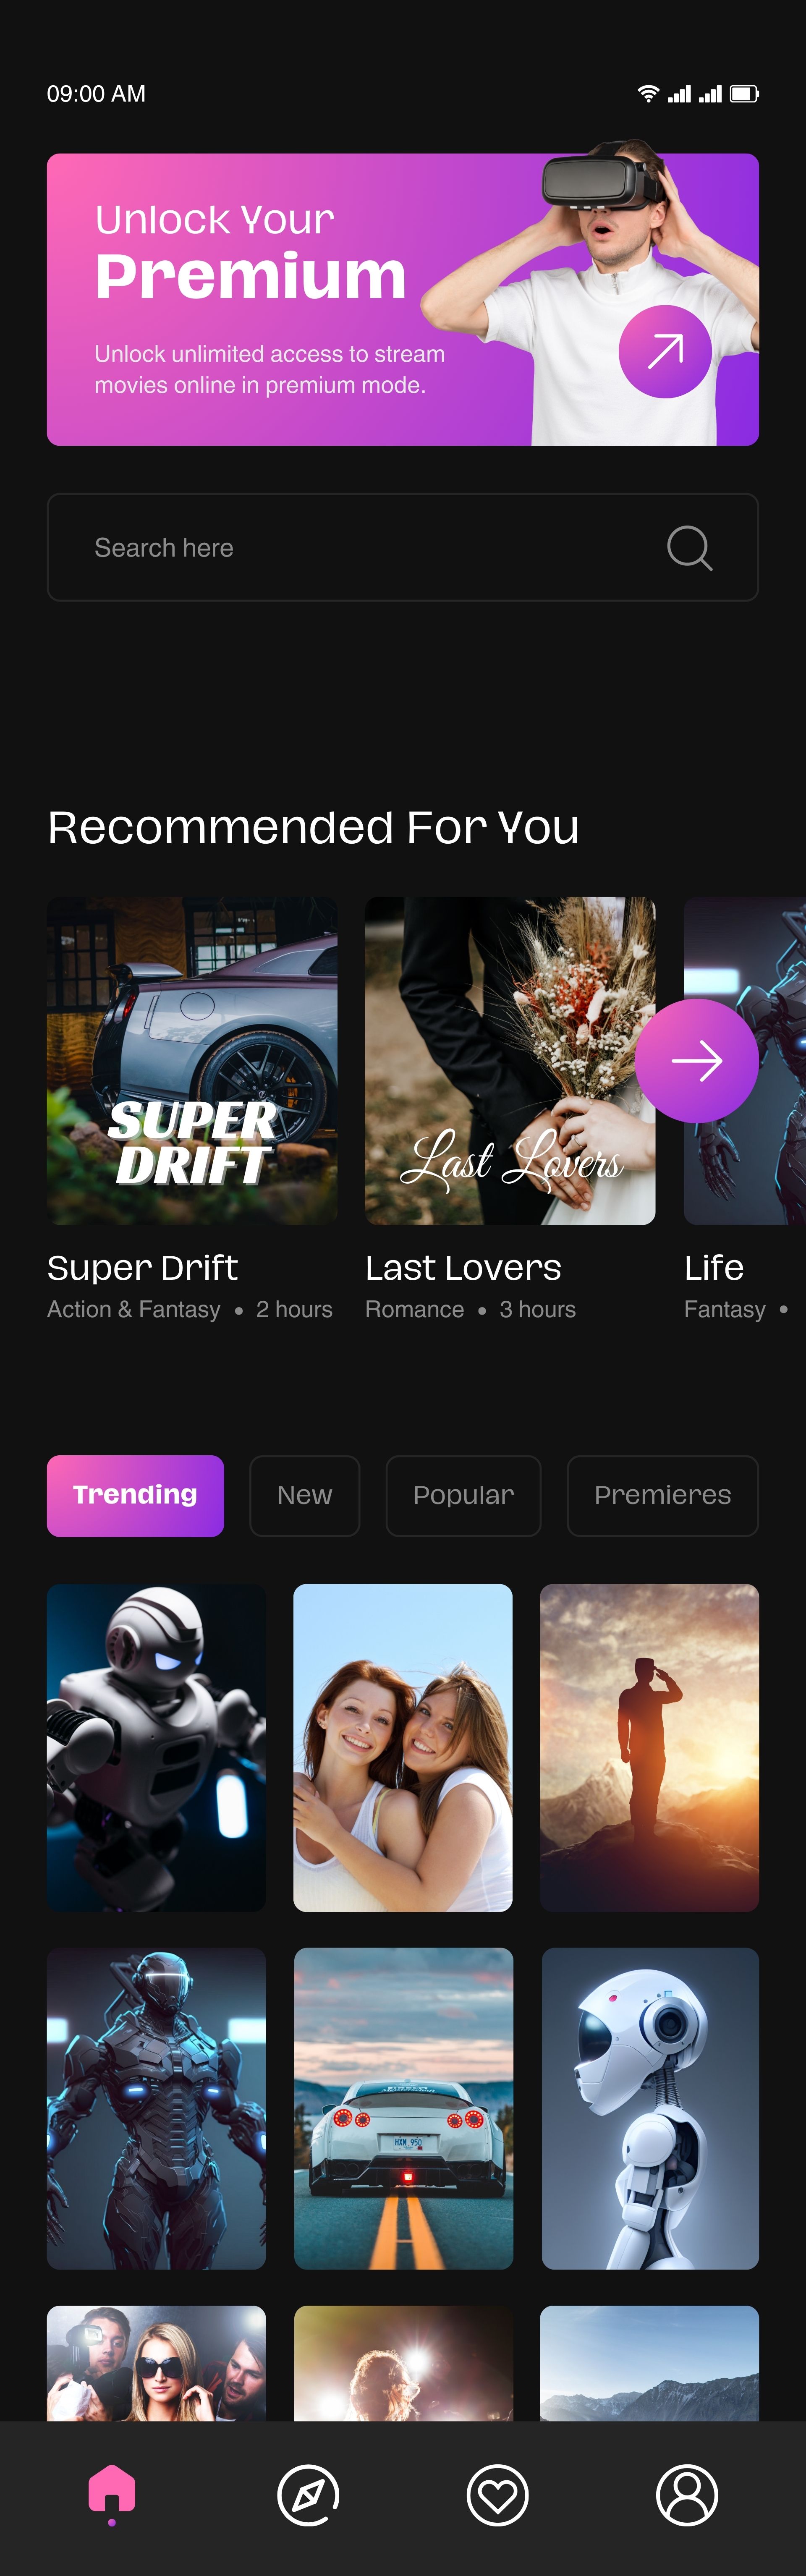 09:00 AM
Unlock Your
Premium
Unlock unlimited access to stream
movies online in premium mode.
Search here
Recommended For You
SUPER
DRIFT
Last Lovers
Super Drift
Action & Fantasy • 2 hours
Last Lovers
Romance • 3 hours
Life
Fantasy •
Trending
New
Popular
Premieres
HXM 950